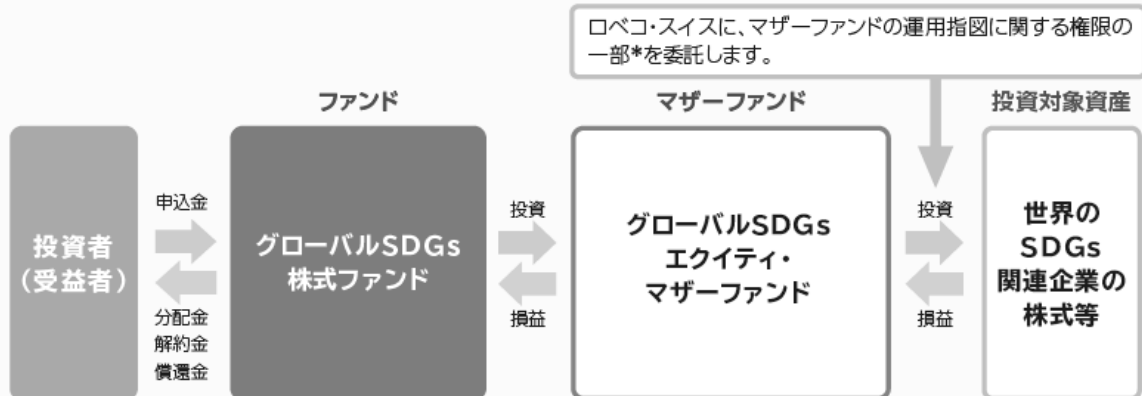 ロベコ・スイスに、マザーファンドの運用指図に関する権限の
一部*を委託します。
ファンド
マザーファンド
投資対象資産
投資者
(受益者)
申込金
分配金
解約金
償還金
グローバルSDGs
株式ファンド
投資
損益
グローバルSDGs
エクイティ・
マザーファンド
投資
損益
世界の
SDGs
関連企業の
株式等